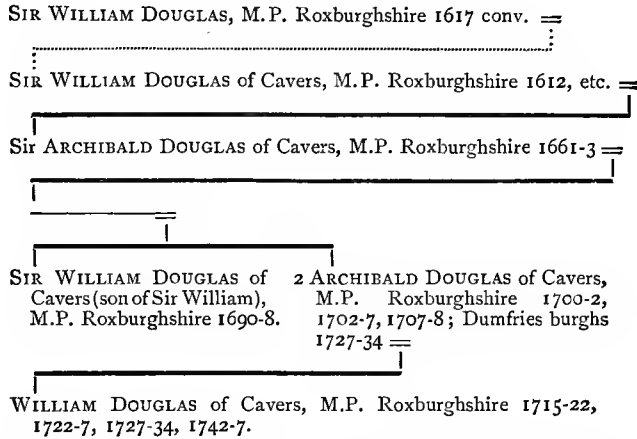 SIR WILLIAM DOUGLAS, M.P. Roxburghshire 1617 conv.
SIR WILLIAM DOUGLAS of Cavers, M.P. Roxburghshire 1612, etc.
Sir ARCHIBALD DOUGLAS of Cavers, M.P. Roxburghshire 1661-3
SIR WILLIAM DOUGLAS of
Cavers (son of Sir William),
M.P. Roxburghshire 1690-8.
2 ARCHIBALD DOUGLAS of Cavers,
M.P. Roxburghshire 1700-2,
1702-7, 1707-8; Dumfries burghs
1727-34
WILLIAM DOUGLAS of Cavers, M.P. Roxburghshire 1715-22,
1722-7, 1727-34, 1742-7.